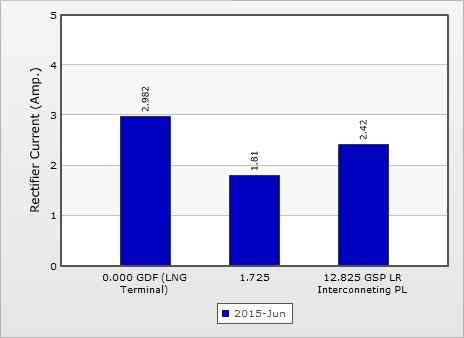 5
4
3
2
1
0
Rectifier Current (Amp.)
2.982
1.81
2.42
0.000 GDF (LNG
Terminal)
1.725
12.825 GSP LR
Interconneting PL
2015-Jun